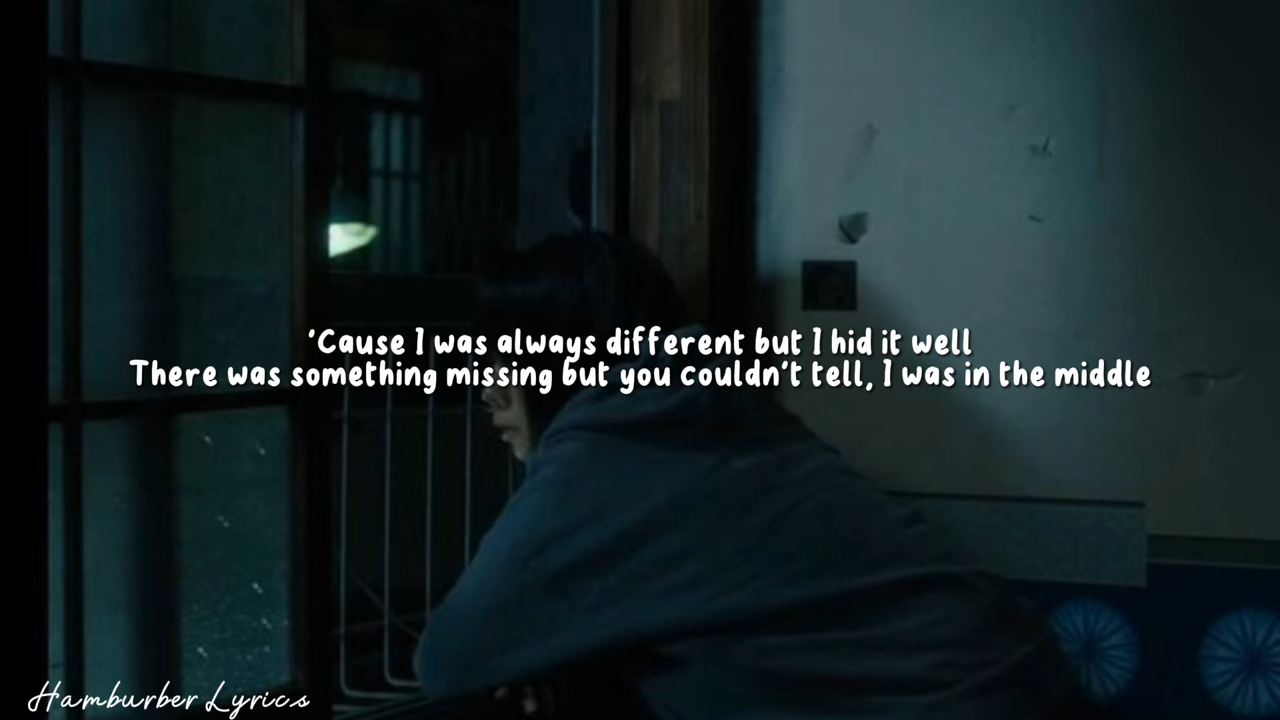 'Cause I was always different but I hid it well
There was something missing but you couldn't tell, I was in the middle
Hamburber Lyrics